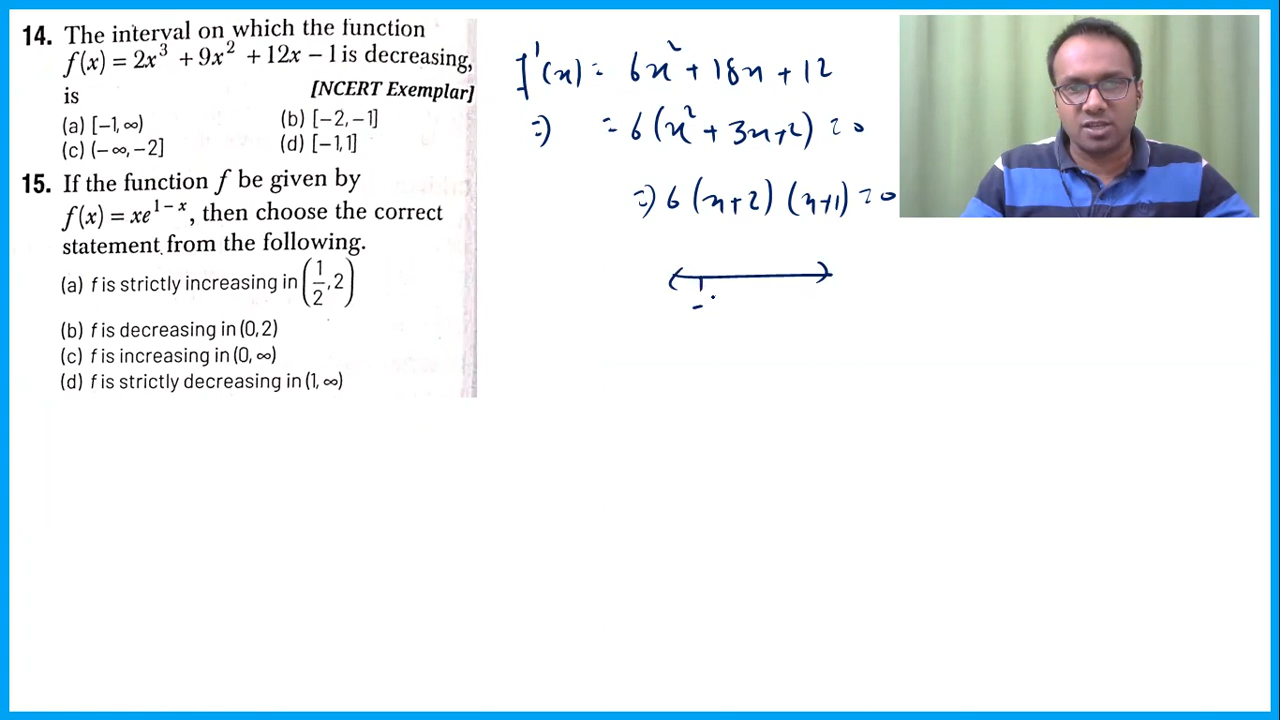 14. The interval on which the function
f(x) = 2x³ + 9x² + 12x – 1 is decreasing,
is [NCERT Exemplar]
(a) [–1, ∞) (b) [–2, –1]
(c) (– ∞, –2] (d) [–1, 1]
15. If the function f be given by
f(x) = xe^{1 – x}, then choose the correct
statement from the following.
(a) f is strictly increasing in (1/2, 2)
(b) f is decreasing in (0, 2)
(c) f is increasing in (0, ∞)
(d) f is strictly decreasing in (1, ∞)
f'(x) = 6x² + 18x + 12
⇒ = 6(x² + 3x + 2) = 0
⇒ 6(x+2)(x+1) = 0
-